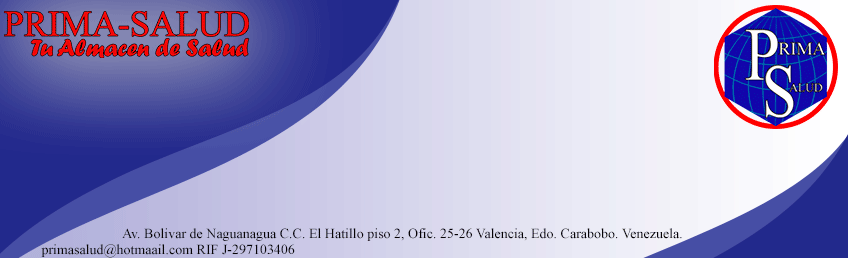 PRIMA-SALUD
Tu Almacen de Salud
PRIMA
SALUD
Av. Bolivar de Naguanagua C.C. El Hatillo piso 2, Ofic. 25-26 Valencia, Edo. Carabobo. Venezuela.
primasalud@hotmaail.com RIF J-297103406